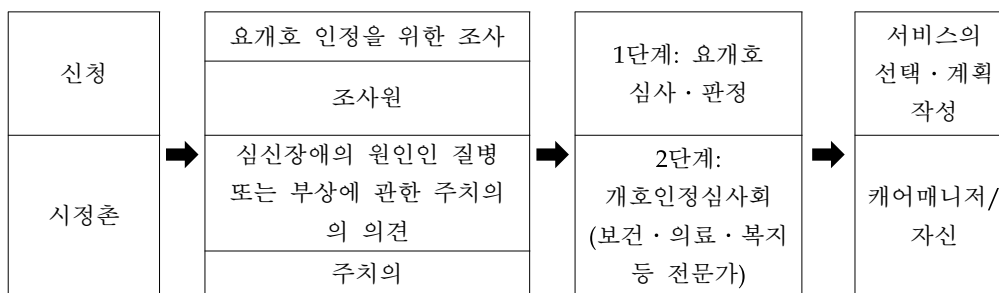 신청
시정촌
요개호 인정을 위한 조사
조사원
심신장애의 원인인 질병
또는 부상에 관한 주치의
의 의견
주치의
1단계: 요개호
심사·판정
2단계:
개호인정심사회
(보건·의료·복지
등 전문가)
서비스의
선택·계획
작성
캐어매니저/
자신